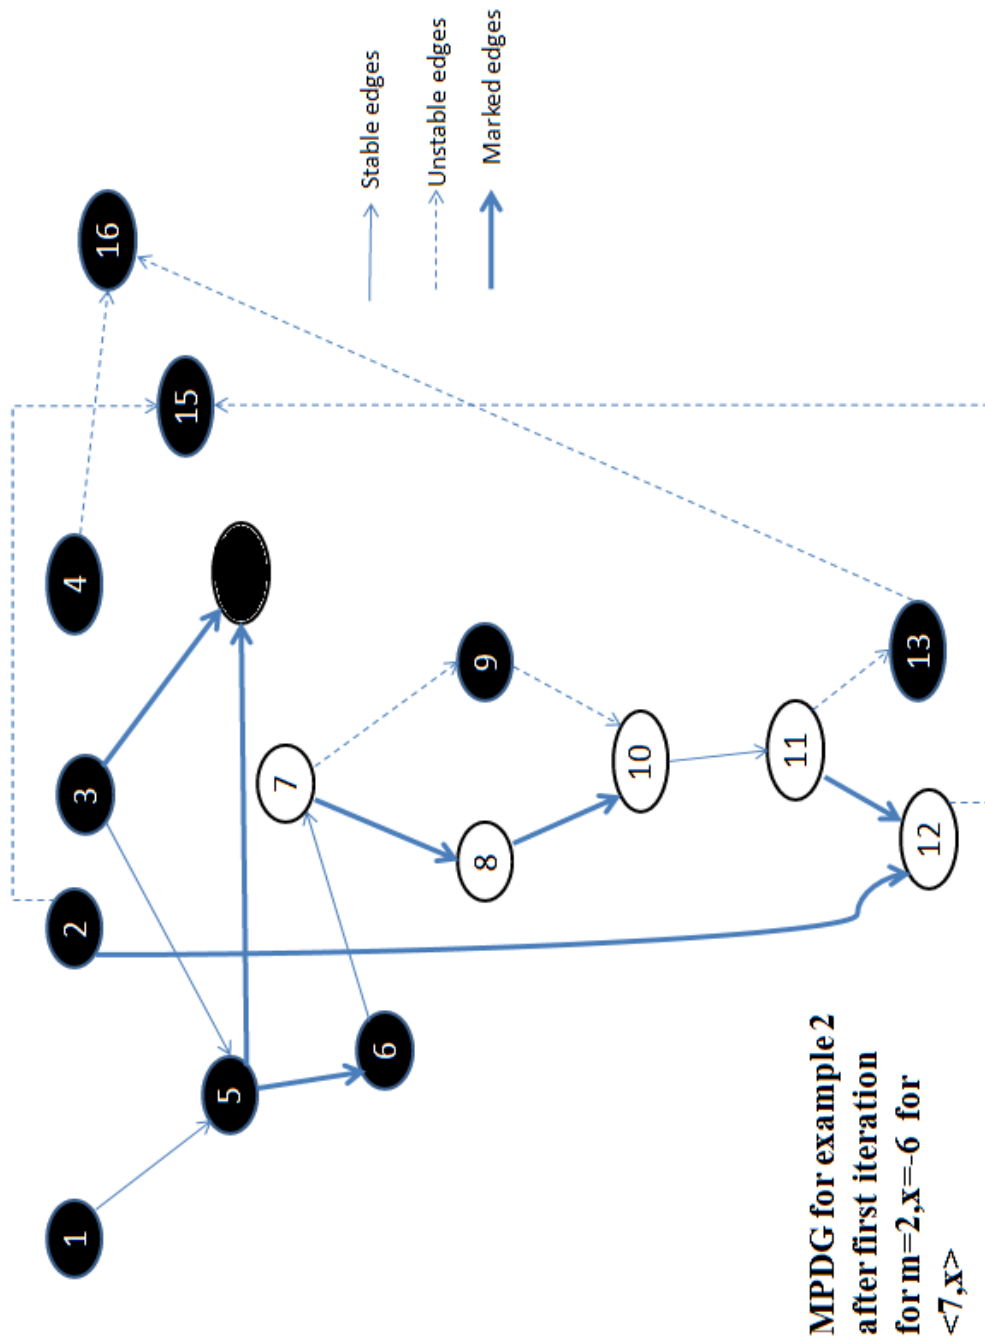 1
2
3
4
16
15
5
7
6
8
9
10
11
12
13
Stable edges
Unstable edges
Marked edges
MPDG for example 2
after first iteration
for m=2,x=-6 for
<7,x>